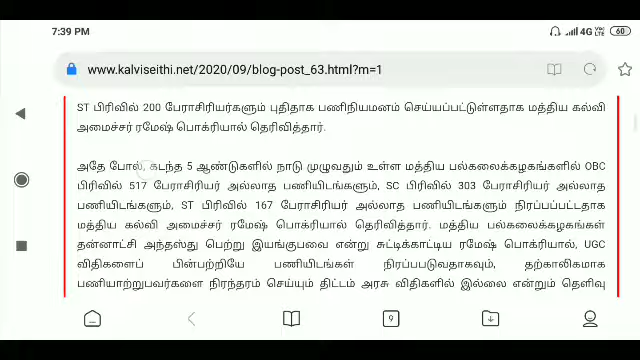 7:39 PM
4G VoLTE 60
www.kalviseithi.net/2020/09/blog-post_63.html?m=1
ST பிரிவில் 200 பேராசிரியர்களும் புதிதாக பணிநியமனம் செய்யப்பட்டுள்ளதாக மத்திய கல்வி
அமைச்சர் ரமேஷ் பொக்ரியால் தெரிவித்தார்.
அதே போல், கடந்த 5 ஆண்டுகளில் நாடு முழுவதும் உள்ள மத்திய பல்கலைக்கழகங்களில் OBC
பிரிவில் 517 பேராசிரியர் அல்லாத பணியிடங்களும், SC பிரிவில் 303 பேராசிரியர் அல்லாத
பணியிடங்களும், ST பிரிவில் 167 பேராசிரியர் அல்லாத பணியிடங்களும் நிரப்பப்பட்டதாக
மத்திய கல்வி அமைச்சர் ரமேஷ் பொக்ரியால் தெரிவித்தார். மத்திய பல்கலைக்கழகங்கள்
தன்னாட்சி அந்தஸ்து பெற்று இயங்குபவை என்று சுட்டிக்காட்டிய ரமேஷ் பொக்ரியால், UGC
விதிகளைப் பின்பற்றியே பணியிடங்கள் நிரப்படுவதாகவும், தற்காலிகமாக
பணியாற்றுபவர்களை நிரந்தரம் செய்யும் திட்டம் அரசு விதிகளில் இல்லை என்றும் தெளிவு
9